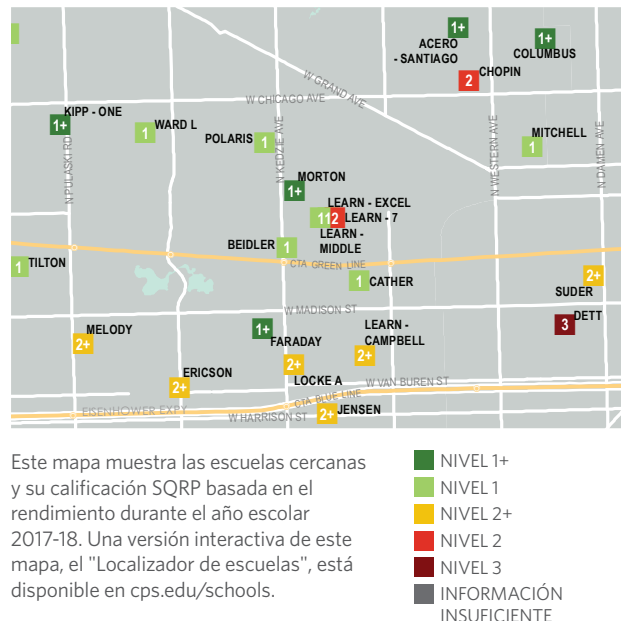 1+
ACERO
- SANTIAGO
1+
COLUMBUS
2
CHOPIN
W GRAND AVE
W CHICAGO AVE
KIPP - ONE
1+
1
WARD L
POLARIS
1
N KEDZIE AVE
N WESTERN AVE
MITCHELL
1
N DAMEN AVE
N PULASKI RD
MORTON
1+
LEARN - EXCEL
1
1
2
LEARN - 7
LEARN -
MIDDLE
BEIDLER
1
CTA GREEN LINE
1
TILTON
1
CATHER
2+
SUDER
W MADISON ST
MELODY
2+
1+
FARADAY
LEARN -
CAMPBELL
2+
3
DETT
ERICSON
2+
2+
LOCKE A
W VAN BUREN ST
CTA BLUE LINE
EISENHOWER EXPY
W HARRISON ST
2+
JENSEN
Este mapa muestra las escuelas cercanas
y su calificación SQRP basada en el
rendimiento durante el año escolar
2017-18. Una versión interactiva de este
mapa, el "Localizador de escuelas", está
disponible en cps.edu/schools.
NIVEL 1+
NIVEL 1
NIVEL 2+
NIVEL 2
NIVEL 3
INFORMACIÓN
INSUFICIENTE